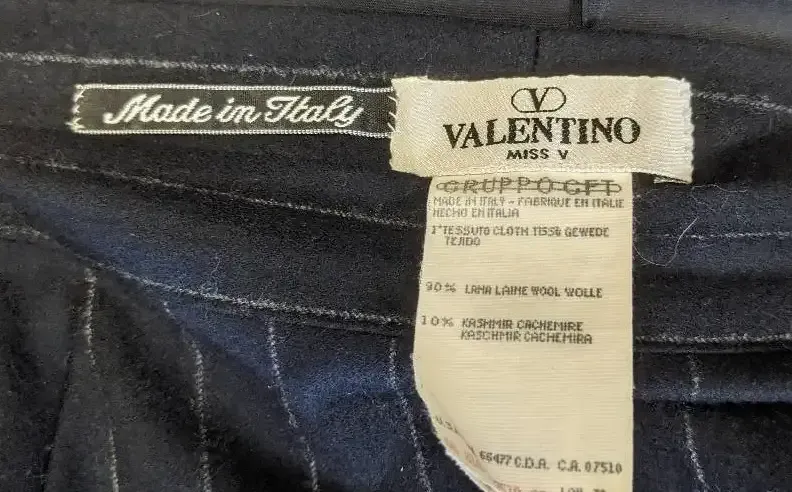 Made in Italy
V
VALENTINO
MISS V
GRUPPO GFT
MADE IN ITALY - FABRIQUE EN ITALIE
HECHO EN ITALIA
1°TESSUTO CLOTH TISSU GEWEDE
TEJIDO
90% LANA LAINE WOOL WOLLE
10% KASHMIR CACHEMIRE
KASCHMIR CACHEMIRA
66477 C.D.A. C.A. 07510